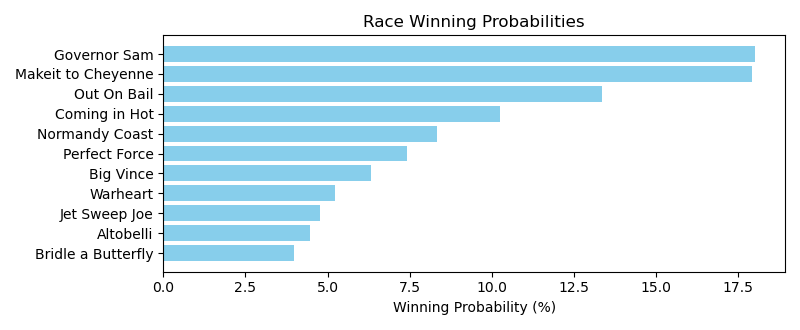 Race Winning Probabilities
Governor Sam
Makeit to Cheyenne
Out On Bail
Coming in Hot
Normandy Coast
Perfect Force
Big Vince
Warheart
Jet Sweep Joe
Altobelli
Bridle a Butterfly
0.0 2.5 5.0 7.5 10.0 12.5 15.0 17.5
Winning Probability (%)